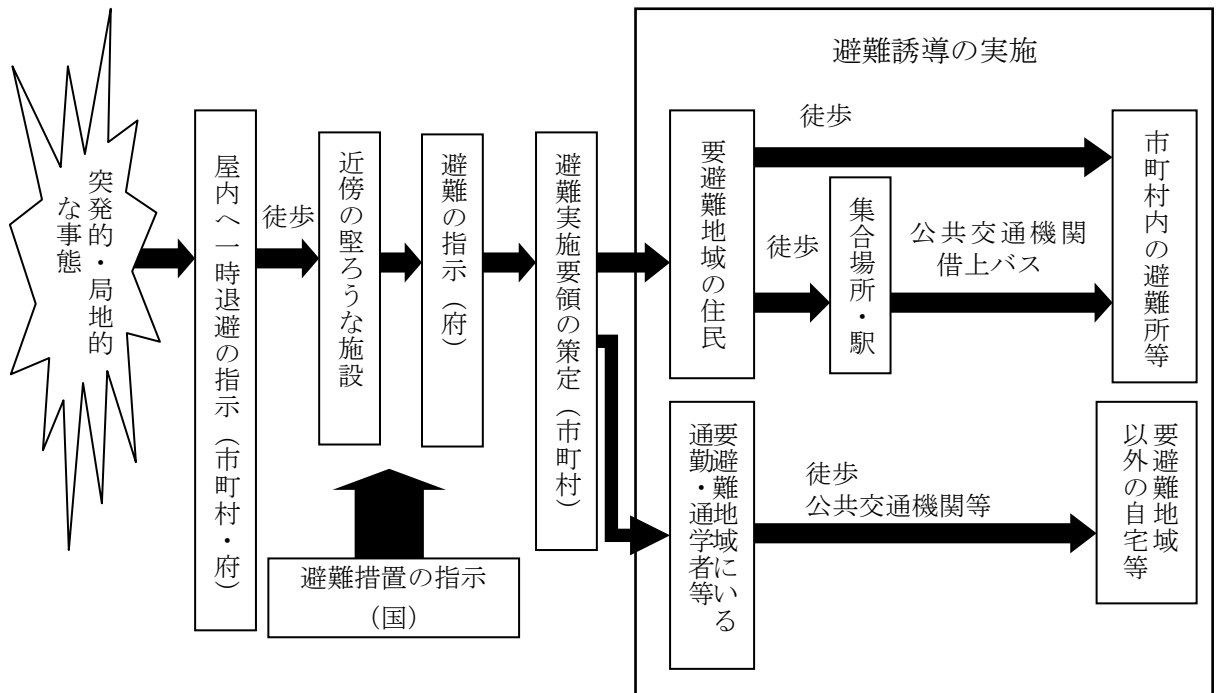 突発的・局地的
な事態
屋内へ一時退避の指示（市町村・府）
徒歩
近傍の堅ろうな施設
避難の指示（府）
避難措置の指示
（国）
避難実施要領の策定（市町村）
避難誘導の実施
要避難地域の住民
徒歩
徒歩
集合場所・駅
公共交通機関
借上バス
市町村内の避難所等
要避難地域にいる
通勤・通学者等
徒歩
公共交通機関等
要避難地域
以外の自宅等